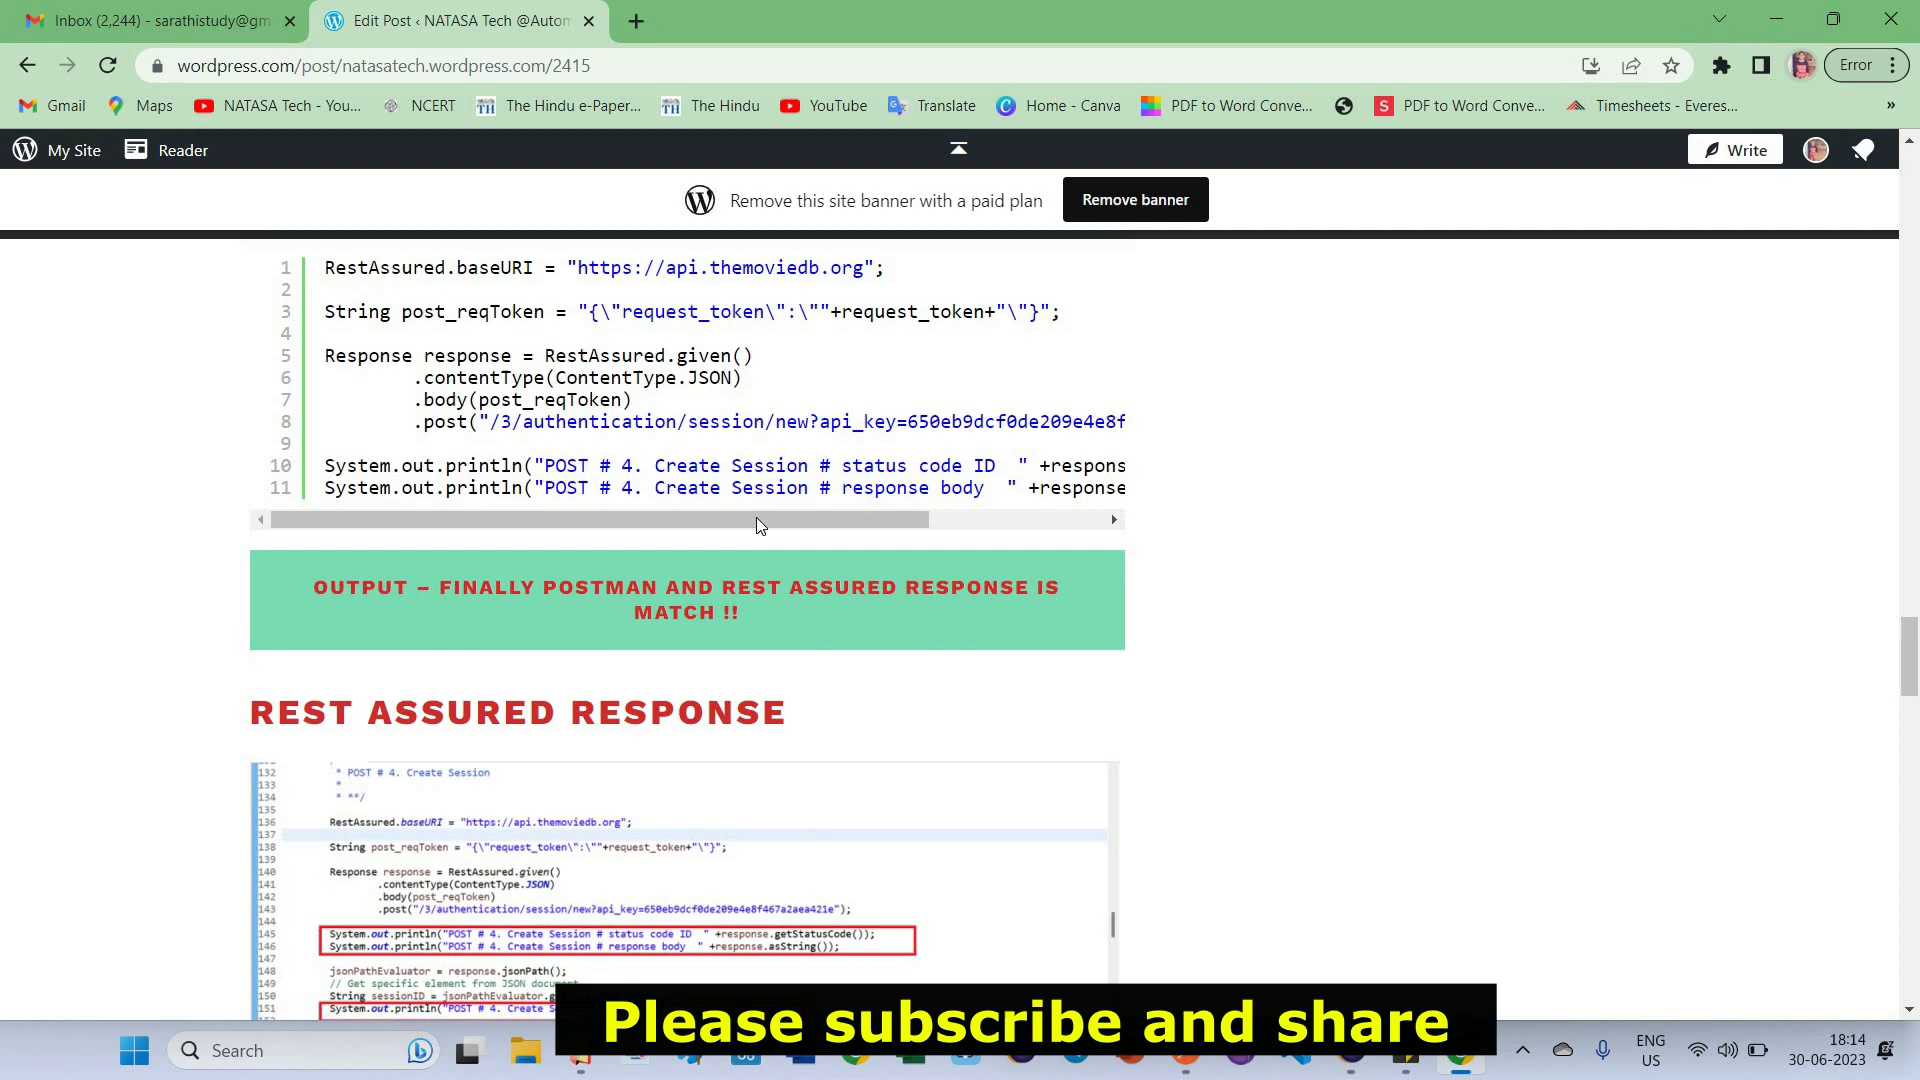 Inbox (2,244) - sarathistudy@gm
Edit Post ‹ NATASA Tech @Autom
wordpress.com/post/natasatech.wordpress.com/2415
Error
Gmail
Maps
NATASA Tech - You...
NCERT
The Hindu e-Paper...
The Hindu
YouTube
Translate
Home - Canva
PDF to Word Conve...
PDF to Word Conve...
Timesheets - Everes...
»
My Site
Reader
Write
Remove this site banner with a paid plan
Remove banner
1 RestAssured.baseURI = "https://api.themoviedb.org";
2
3 String post_reqToken = "{\"request_token\":\""+request_token+"\"}";
4
5 Response response = RestAssured.given()
6 .contentType(ContentType.JSON)
7 .body(post_reqToken)
8 .post("/3/authentication/session/new?api_key=650eb9dcf0de209e4e8f
9
10 System.out.println("POST # 4. Create Session # status code ID " +respons
11 System.out.println("POST # 4. Create Session # response body " +response
OUTPUT – FINALLY POSTMAN AND REST ASSURED RESPONSE IS
MATCH !!
REST ASSURED RESPONSE
132 * POST # 4. Create Session
133 *
134 * **/
135
136 RestAssured.baseURI = "https://api.themoviedb.org";
137
138 String post_reqToken = "{\"request_token\":\""+request_token+"\"}";
139
140 Response response = RestAssured.given()
141 .contentType(ContentType.JSON)
142 .body(post_reqToken)
143 .post("/3/authentication/session/new?api_key=650eb9dcf0de209e4e8f467a2aea421e");
144
145 System.out.println("POST # 4. Create Session # status code ID " +response.getStatusCode());
146 System.out.println("POST # 4. Create Session # response body " +response.asString());
147
148 jsonPathEvaluator = response.jsonPath();
149 // Get specific element from JSON document
150 String sessionID = jsonPathEvaluator.g
151 System.out.println("POST # 4. Create S
Please subscribe and share
Search
ENG
US
18:14
30-06-2023